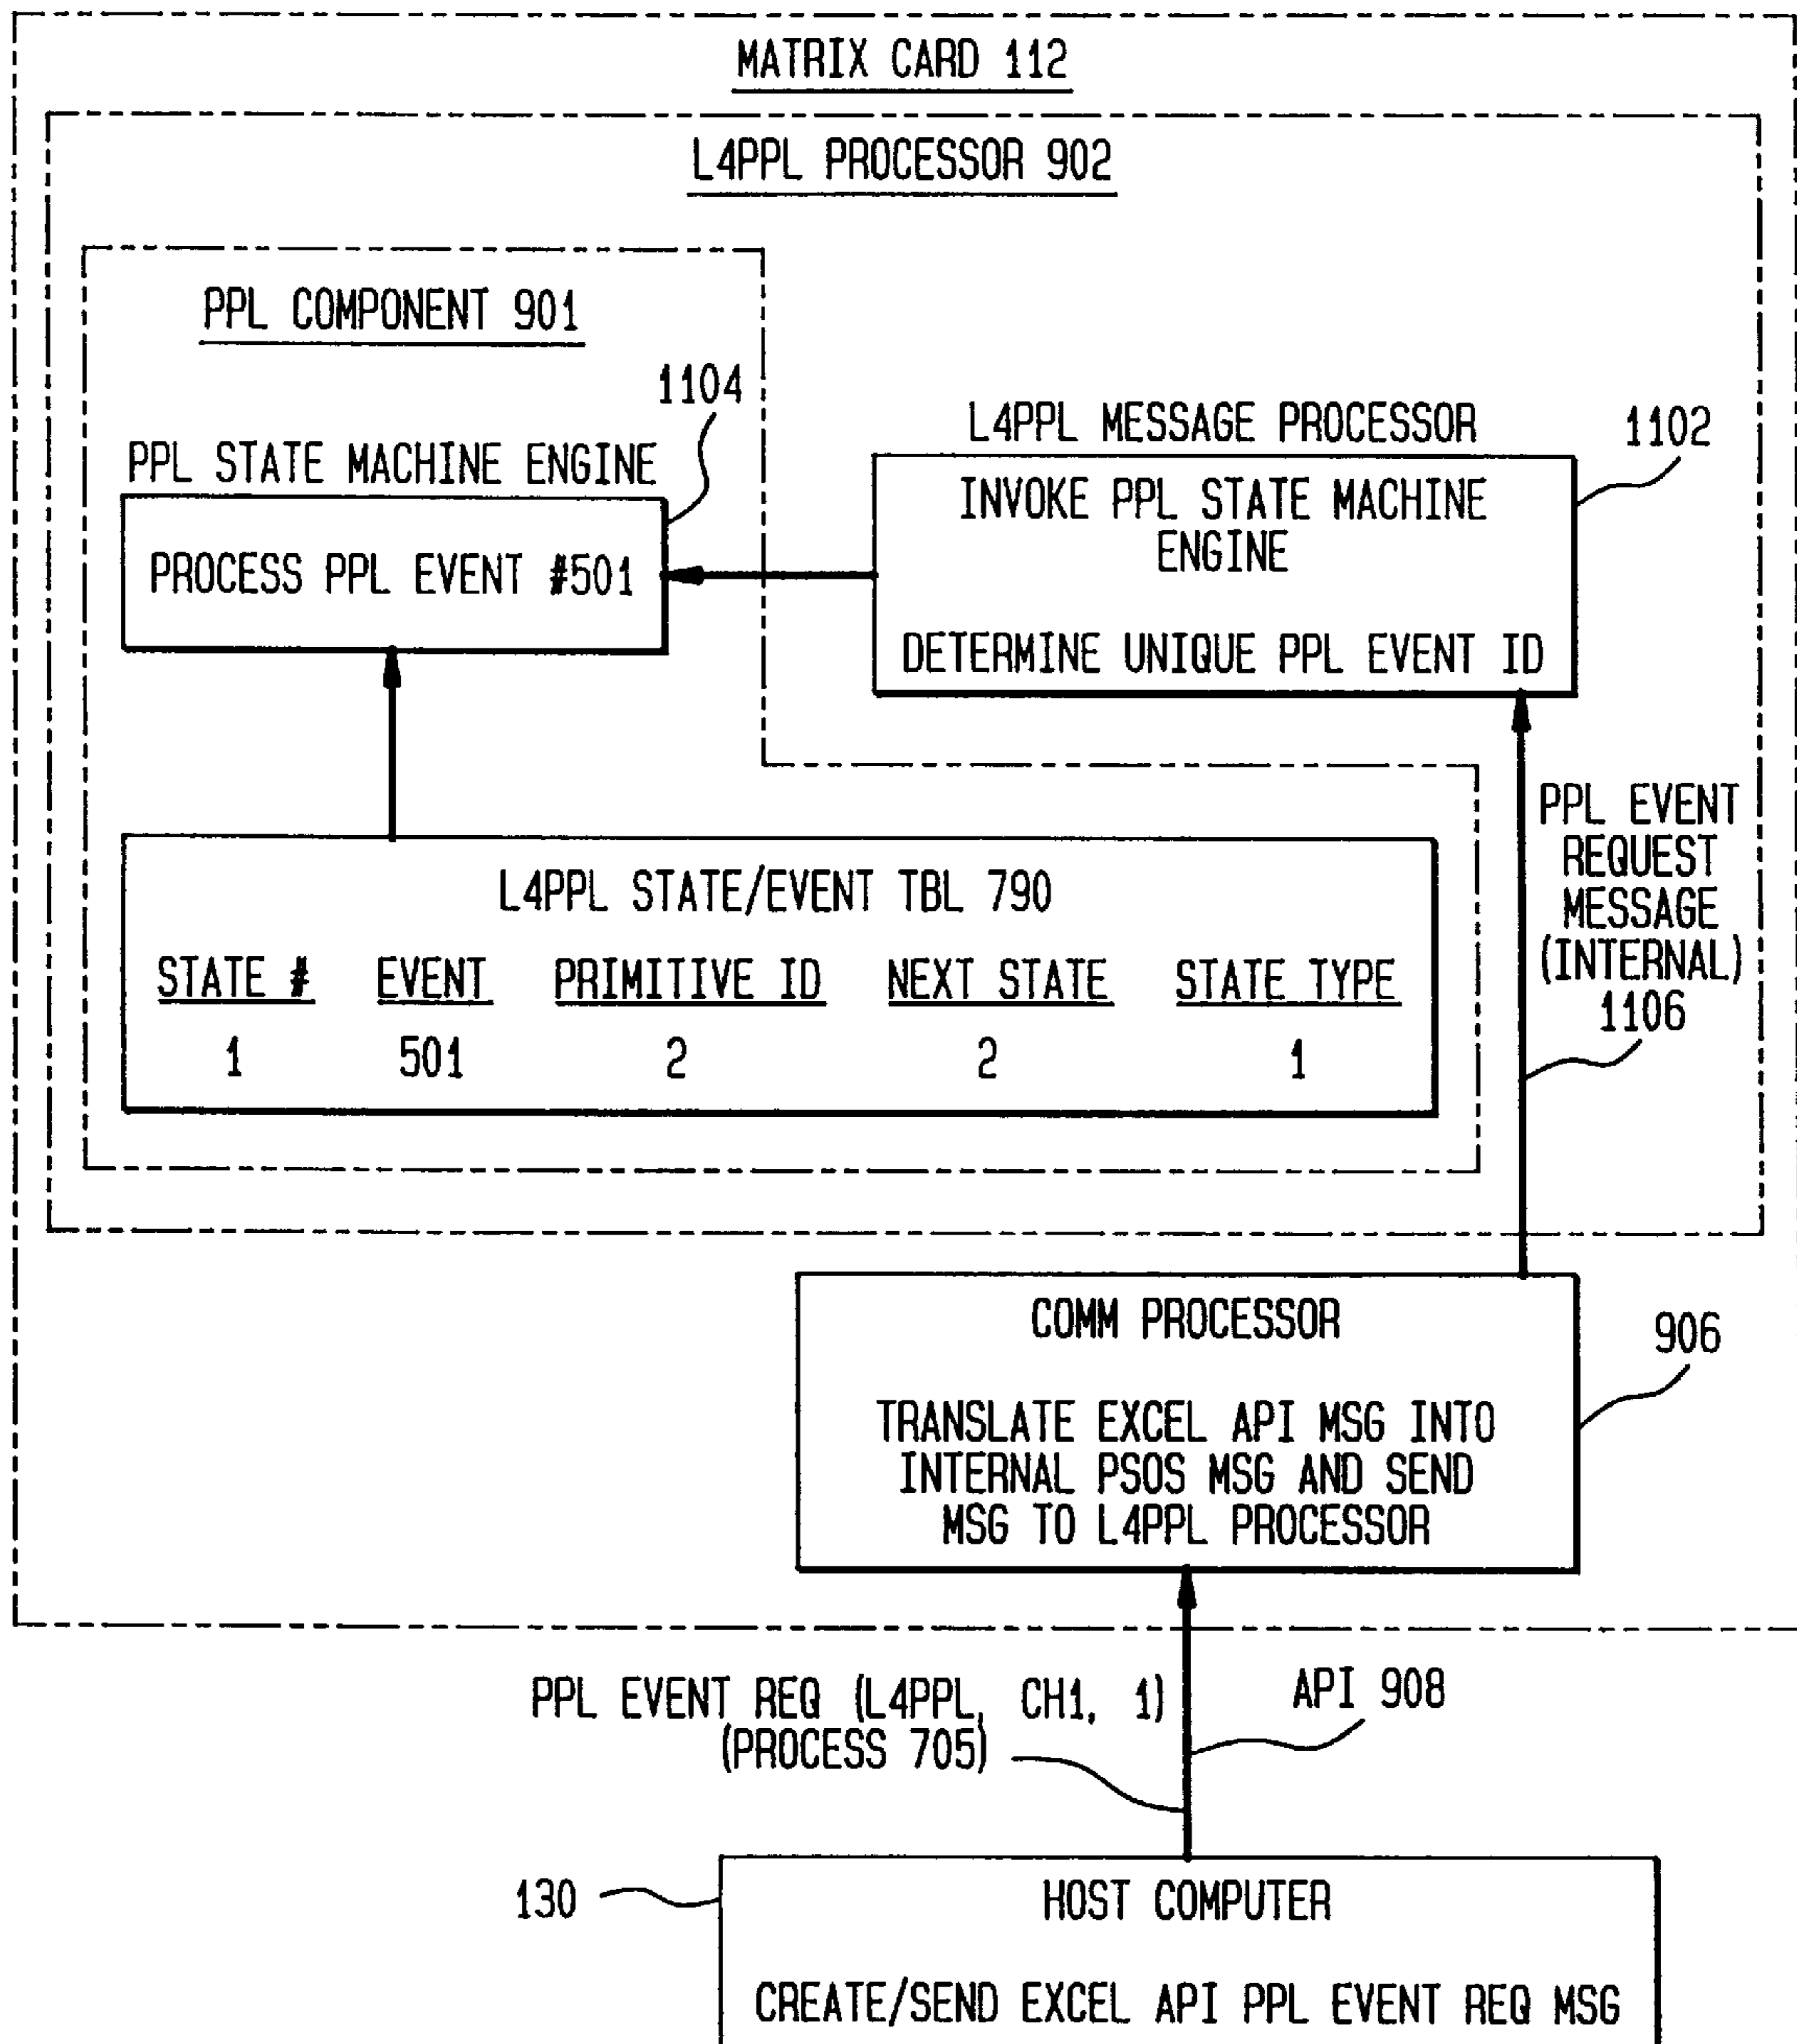 MATRIX CARD 112
L4PPL PROCESSOR 902
PPL COMPONENT 901
1104
PPL STATE MACHINE ENGINE
PROCESS PPL EVENT #501
L4PPL MESSAGE PROCESSOR
1102
INVOKE PPL STATE MACHINE
ENGINE
DETERMINE UNIQUE PPL EVENT ID
PPL EVENT
REQUEST
MESSAGE
(INTERNAL)
1106
L4PPL STATE/EVENT TBL 790
STATE # EVENT PRIMITIVE ID NEXT STATE STATE TYPE
1 501 2 2 1
COMM PROCESSOR
906
TRANSLATE EXCEL API MSG INTO
INTERNAL PSOS MSG AND SEND
MSG TO L4PPL PROCESSOR
PPL EVENT REQ (L4PPL, CH1, 1)
(PROCESS 705)
API 908
130
HOST COMPUTER
CREATE/SEND EXCEL API PPL EVENT REQ MSG